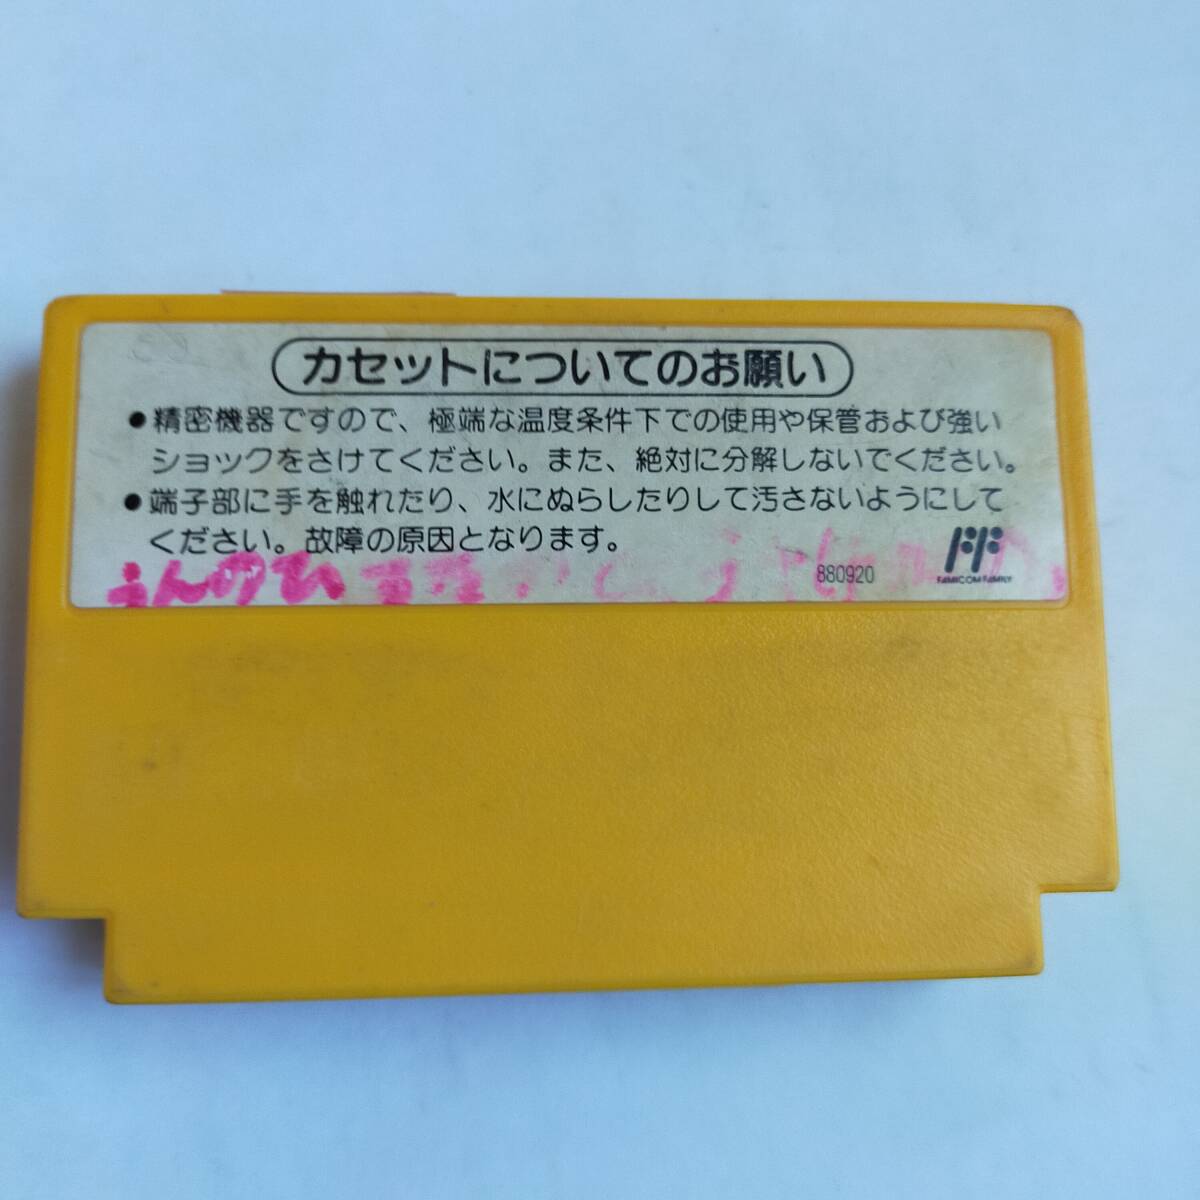 カセットについてのお願い
●精密機器ですので、極端な温度条件下での使用や保管および強い
ショックをさけてください。また、絶対に分解しないでください。
●端子部に手を触れたり、水にぬらしたりして汚さないようにして
ください。故障の原因となります。
880920
FAMICOM FAMILY